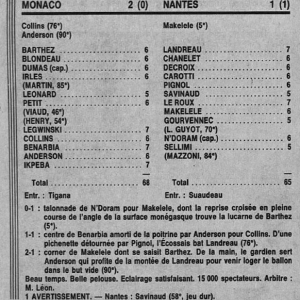 MONACO 2 (0) NANTES 1 (1)
Collins (76ᵉ) Makelele (5ᵉ)
Anderson (90ᵉ)
BARTHEZ 6 LANDREAU 7
BLONDEAU 6 CHANELET 6
DUMAS (cap.) 6 DECROIX 6
IRLES 6 CAROTTI 6
(MARTIN, 85ᵉ) PIGNOL 6
LEONARD 5 SAVINAUD 5
PETIT 6 LE ROUX 7
(VIAUD, 46ᵉ) MAKELELE 6
(HENRY, 54ᵉ) GOURVENNEC 5
LEGWINSKI 7 (L. GUYOT, 70ᵉ)
COLLINS 6 N'DORAM (cap.) 6
BENARBIA 7 SELLIMI 5
ANDERSON 6 (MAZZONI, 84ᵉ)
IKPEBA 7
Total 68 Total 65
Entr. : Tigana Entr. : Suaudeau
0-1 : talonnade de N'Doram pour Makelele, dont la reprise croisée en pleine
course de l'angle de la surface monégasque trouva la lucarne de Barthez
(5ᵉ).
1-1 : centre de Benarbia amorti de la poitrina par Anderson pour Collins. D'une
pichenette détournée par Pignol, l'Écossais bat Landreau (76ᵉ).
2-1 : corner de Makelele dont se saisit Barthez. De la main, le gardien sert
Anderson qui profite de la montée de Landreau pour venir loger le ballon
dans le but vide (90ᵉ).
Beau temps. Belle pelouse. Eclairage satisfaisant. 15 000 spectateurs. Arbitre :
M. Léon.
1 AVERTISSEMENT. — Nantes : Savinaud (58ᵉ, jeu dur).